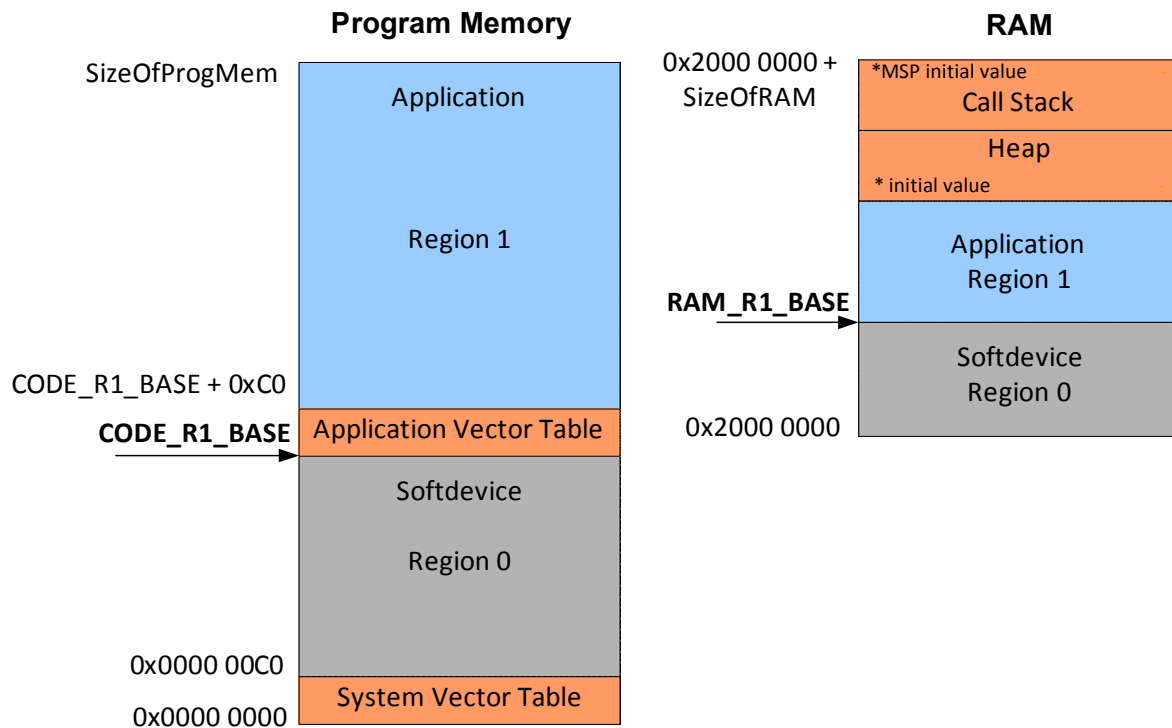 Program Memory
SizeOfProgMem
Application
Region 1
CODE_R1_BASE + 0xC0
CODE_R1_BASE
Application Vector Table
Softdevice
Region 0
0x0000 00C0
System Vector Table
0x0000 0000
RAM
0x2000 0000 +
SizeOfRAM
*MSP initial value
Call Stack
Heap
* initial value
Application
Region 1
RAM_R1_BASE
Softdevice
Region 0
0x2000 0000